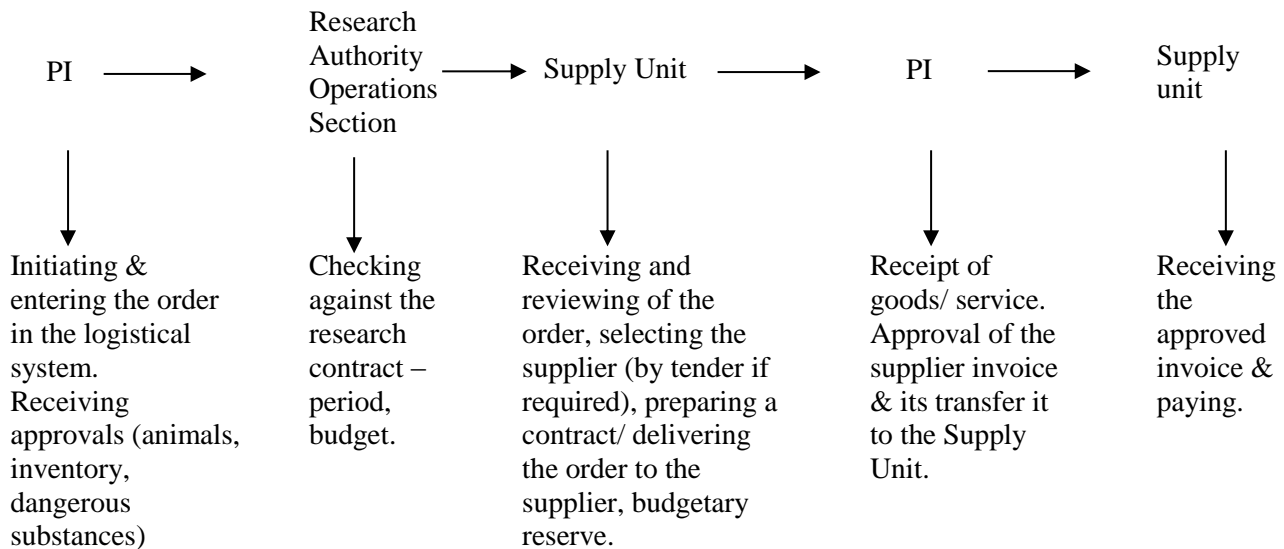 PI
Research
Authority
Operations
Section
Supply Unit
PI
Supply
unit
Initiating &
entering the order
in the logistical
system.
Receiving
approvals (animals,
inventory,
dangerous
substances)
Checking
against the
research
contract –
period,
budget.
Receiving and
reviewing of the
order, selecting the
supplier (by tender if
required), preparing a
contract/ delivering
the order to the
supplier, budgetary
reserve.
Receipt of
goods/ service.
Approval of the
supplier invoice
& its transfer it
to the Supply
Unit.
Receiving
the
approved
invoice &
paying.